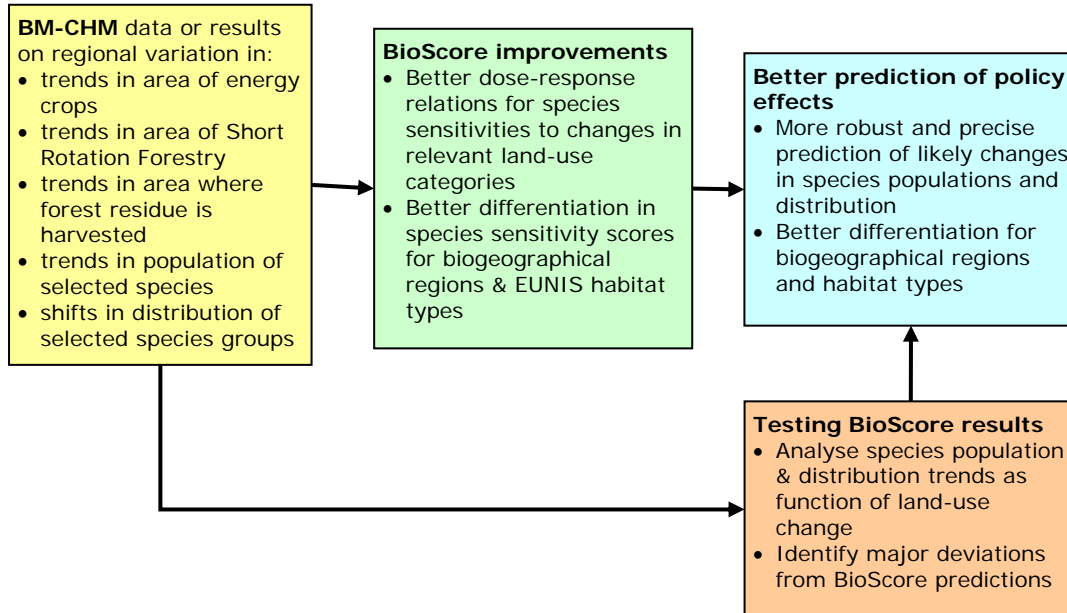 BM-CHM data or results
on regional variation in:
• trends in area of energy
crops
• trends in area of Short
Rotation Forestry
• trends in area where
forest residue is
harvested
• trends in population of
selected species
• shifts in distribution of
selected species groups
BioScore improvements
• Better dose-response
relations for species
sensitivities to changes in
relevant land-use
categories
• Better differentiation in
species sensitivity scores
for biogeographical
regions & EUNIS habitat
types
Better prediction of policy
effects
• More robust and precise
prediction of likely changes
in species populations and
distribution
• Better differentiation for
biogeographical regions
and habitat types
Testing BioScore results
• Analyse species population
& distribution trends as
function of land-use
change
• Identify major deviations
from BioScore predictions